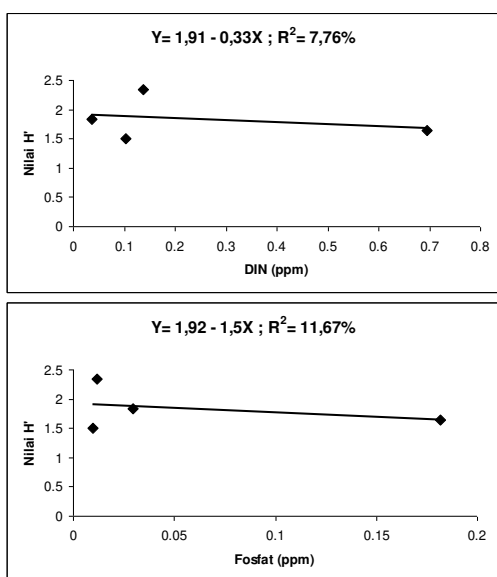 Y= 1,91 - 0,33X ; R²= 7,76%
2.5
2
1.5
1
0.5
0
Nilai H'
0 0.1 0.2 0.3 0.4 0.5 0.6 0.7 0.8
DIN (ppm)
Y= 1,92 - 1,5X ; R²= 11,67%
2.5
2
1.5
1
0.5
0
Nilai H'
0 0.05 0.1 0.15 0.2
Fosfat (ppm)